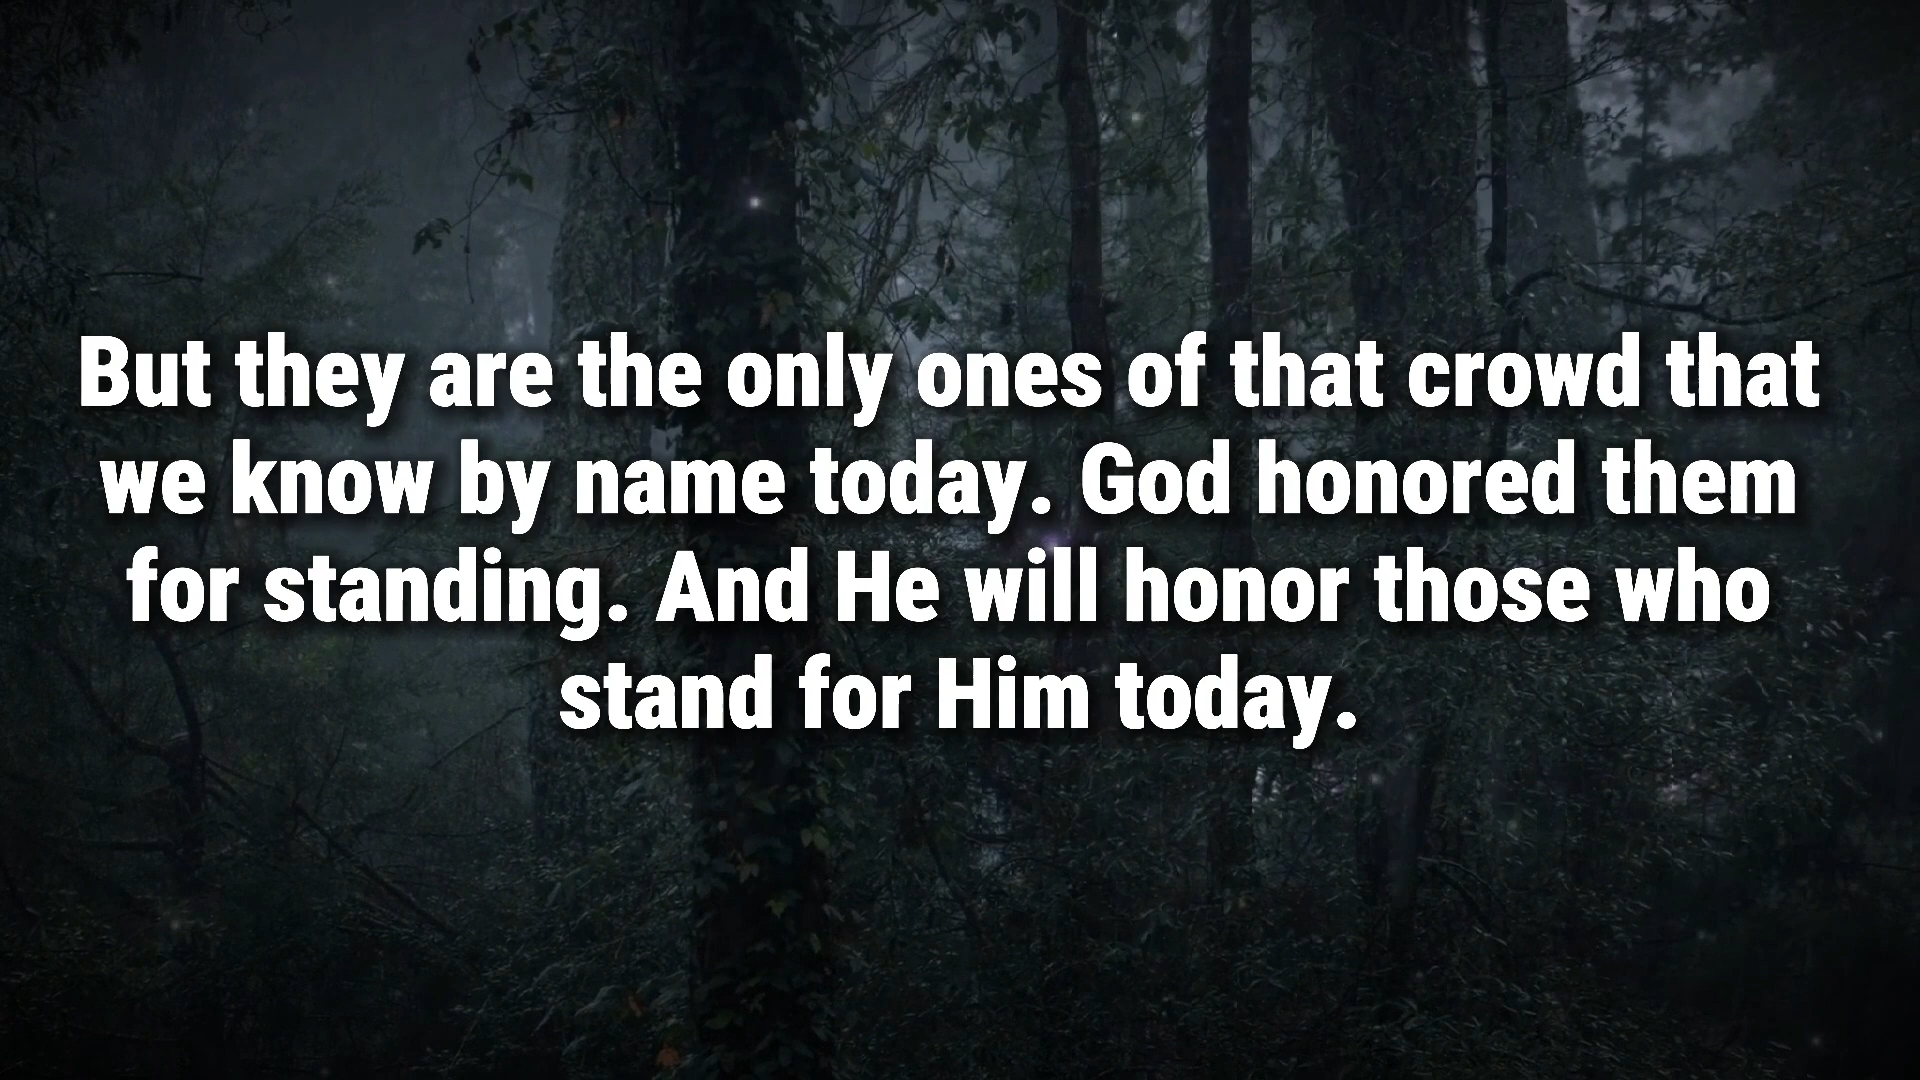 But they are the only ones of that crowd that
we know by name today. God honored them
for standing. And He will honor those who
stand for Him today.